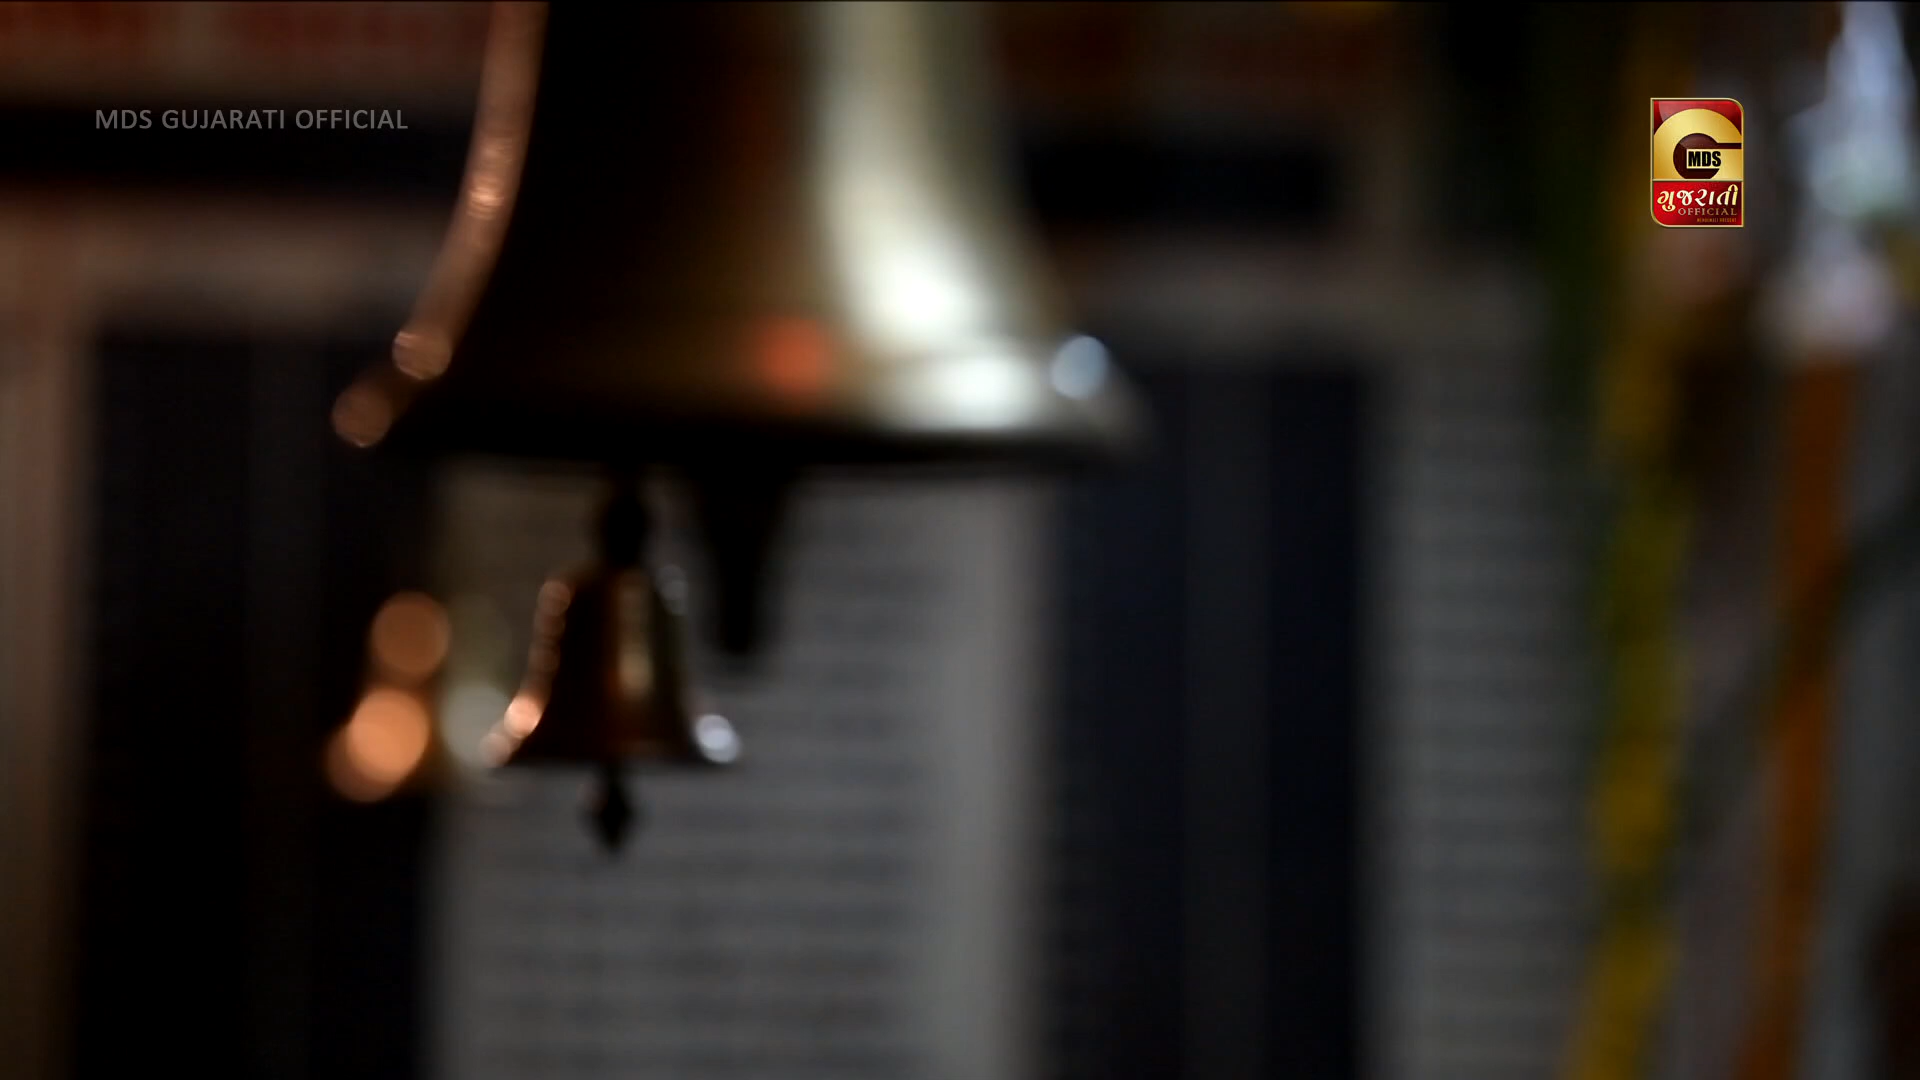 MDS GUJARATI OFFICIAL
MDS
ગુજરાતી
OFFICIAL